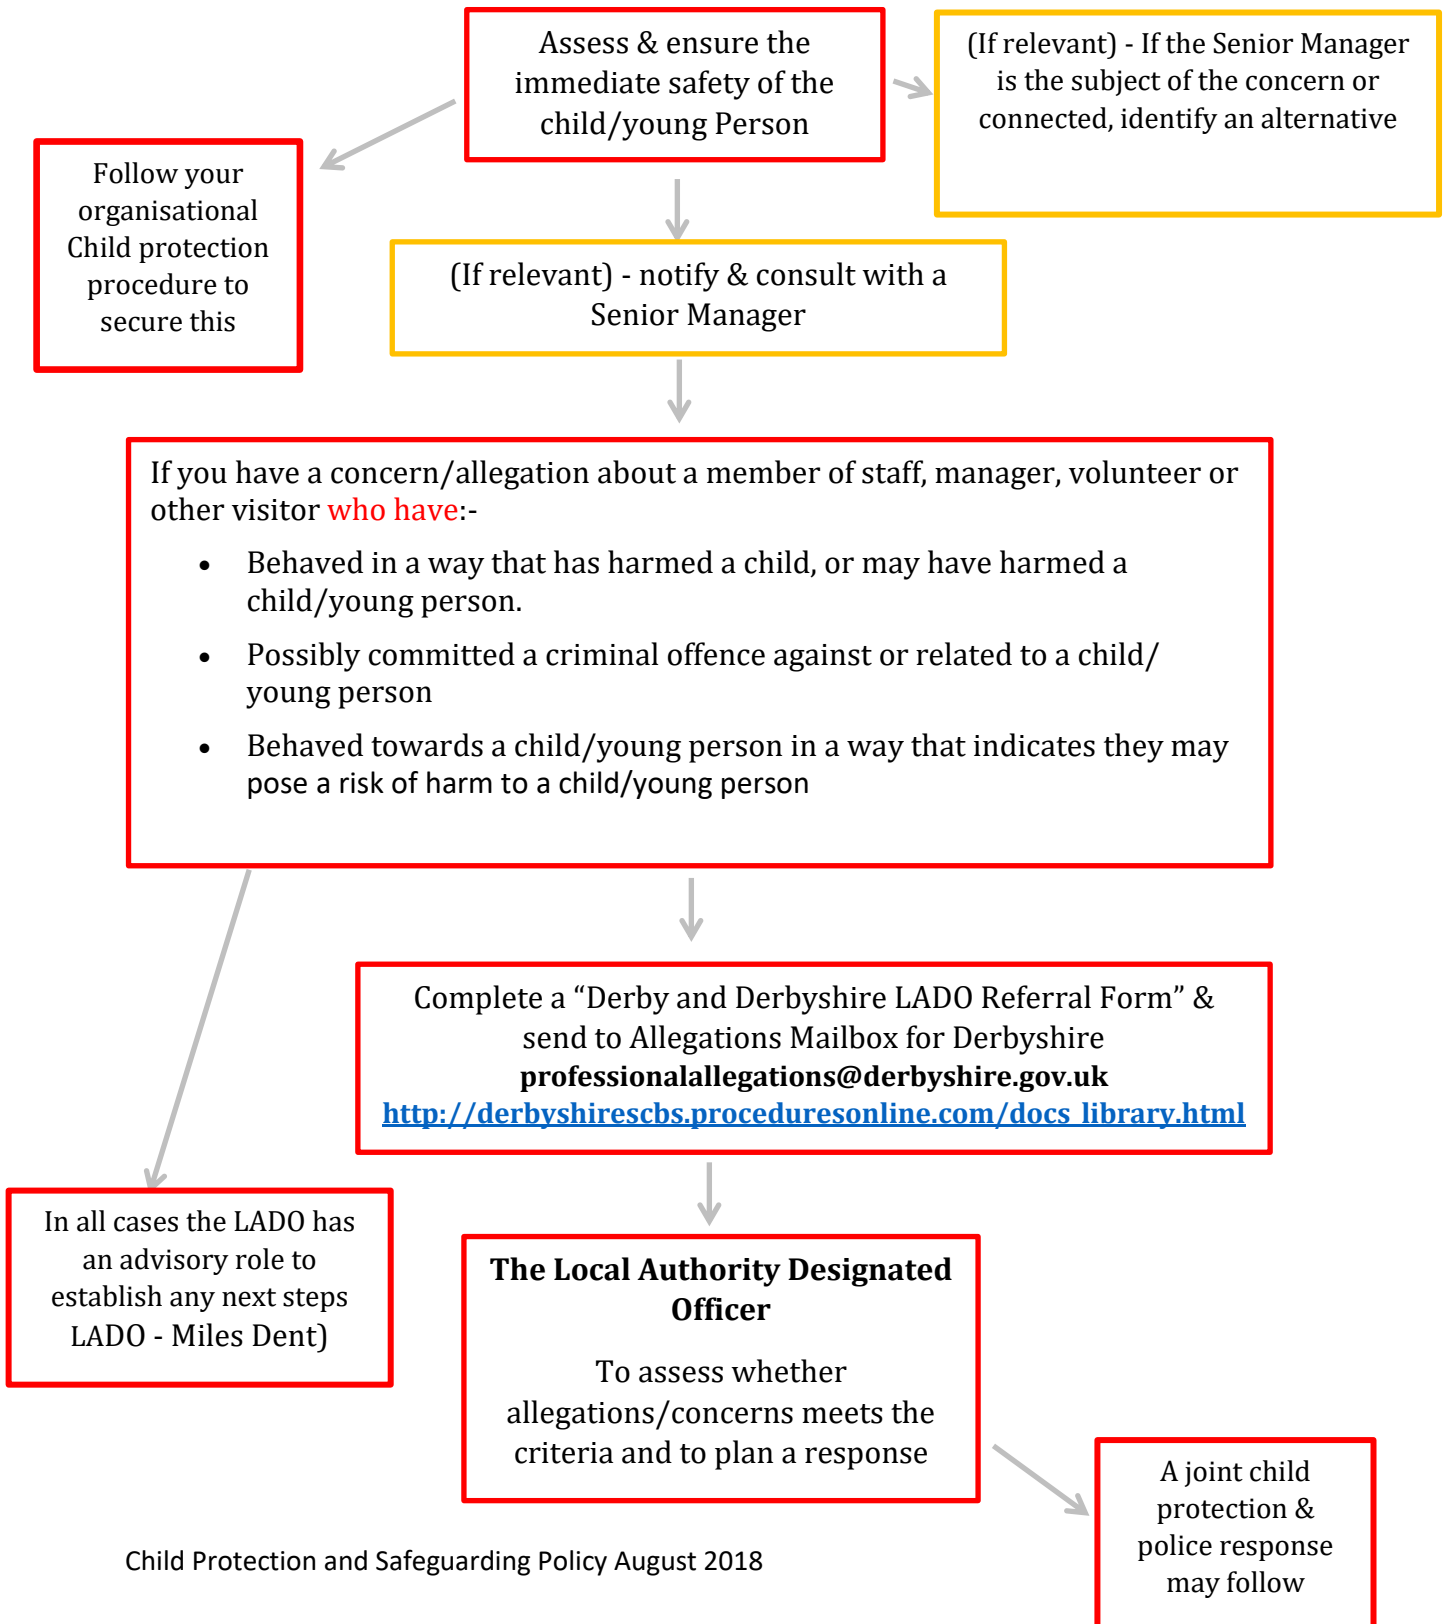 Assess & ensure the
immediate safety of the
child/young Person
(If relevant) - If the Senior Manager
is the subject of the concern or
connected, identify an alternative
Follow your
organisational
Child protection
procedure to
secure this
(If relevant) - notify & consult with a
Senior Manager
If you have a concern/allegation about a member of staff, manager, volunteer or
other visitor who have:-
• Behaved in a way that has harmed a child, or may have harmed a
child/young person.
• Possibly committed a criminal offence against or related to a child/
young person
• Behaved towards a child/young person in a way that indicates they may
pose a risk of harm to a child/young person
Complete a “Derby and Derbyshire LADO Referral Form” &
send to Allegations Mailbox for Derbyshire
professionalallegations@derbyshire.gov.uk
http://derbyshirescbs.proceduresonline.com/docs_library.html
In all cases the LADO has
an advisory role to
establish any next steps
LADO - Miles Dent)
The Local Authority Designated
Officer
To assess whether
allegations/concerns meets the
criteria and to plan a response
A joint child
protection &
police response
may follow
Child Protection and Safeguarding Policy August 2018